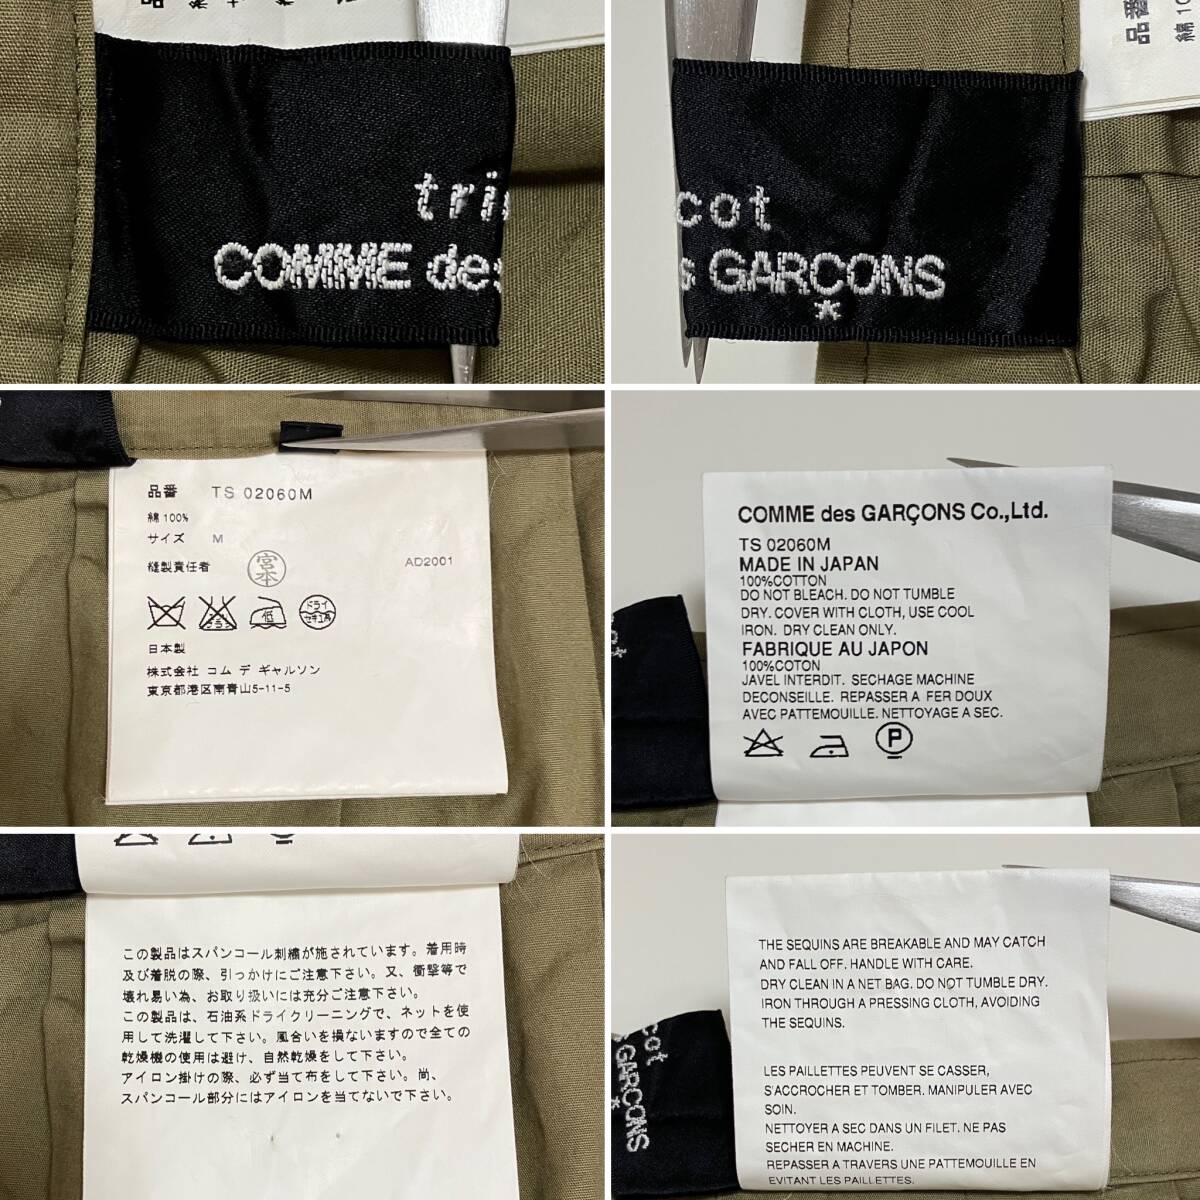 tri
COMME des
品番
綿 10
cot
s GARCONS
*
品番 TS 02060M
綿100%
サイズ M
縫製責任者 宮本 AD2001
ドライ
低
日本製
株式会社 コム デ ギャルソン
東京都港区南青山5-11-5
COMME des GARÇONS Co.,Ltd.
TS 02060M
MADE IN JAPAN
100%COTTON
DO NOT BLEACH. DO NOT TUMBLE
DRY. COVER WITH CLOTH, USE COOL
IRON. DRY CLEAN ONLY.
FABRIQUE AU JAPON
100%COTON
JAVEL INTERDIT. SECHAGE MACHINE
DECONSEILLE. REPASSER A FER DOUX
AVEC PATTEMOUILLE. NETTOYAGE A SEC.
P
cot
この製品はスパンコール刺繍が施されています。着用時
及び着脱の際、引っかけにご注意下さい。又、衝撃等で
壊れ易い為、お取り扱いには充分ご注意下さい。
この製品は、石油系ドライクリーニングで、ネットを使
用して洗濯して下さい。風合いを損ないますので全ての
乾燥機の使用は避け、自然乾燥をして下さい。
アイロン掛けの際、必ず当て布をして下さい。尚、
スパンコール部分にはアイロンを当てないで下さい。
THE SEQUINS ARE BREAKABLE AND MAY CATCH
AND FALL OFF. HANDLE WITH CARE.
DRY CLEAN IN A NET BAG. DO NOT TUMBLE DRY.
IRON THROUGH A PRESSING CLOTH, AVOIDING
THE SEQUINS.
LES PAILLETTES PEUVENT SE CASSER,
S'ACCROCHER ET TOMBER. MANIPULER AVEC
SOIN.
NETTOYER A SEC DANS UN FILET. NE PAS
SECHER EN MACHINE.
REPASSER A TRAVERS UNE PATTEMOUILLE EN
EVITANT LES PAILLETTES.
cot
s GARCONS
*